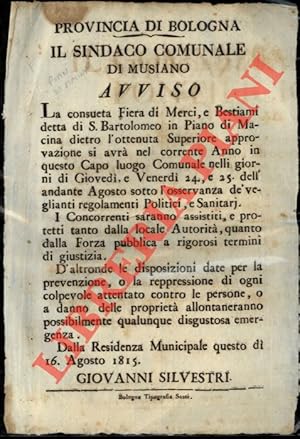 PROVINCIA DI BOLOGNA
IL SINDACO COMUNALE
DI MUSIANO
AVVISO
La consueta Fiera di Merci, e Bestiami
detta di S. Bartolomeo in Piano di Ma-
cina dietro l'ottenuta Superiore appro-
vazione si avrà nel corrente Anno in
questo Capo luogo Comunale nelli gior-
ni di Giovedì, e Venerdì 24., e 25. dell'
andante Agosto sotto l'osservanza de' ve-
glianti regolamenti Politici, e Sanitarj.
I Concorrenti saranno assistiti, e pro-
tetti tanto dalla Locale Autorità, quanto
dalla Forza pubblica a rigorosi termini
di giustizia.
D'altronde le disposizioni date per la
prevenzione, o la reppressione di ogni
colpevole attentato contro le persone, o
a danno delle proprietà allontaneranno
possibilmente qualunque disgustosa emer-
genza.
Dalla Residenza Municipale questo dì
16. Agosto 1815.
GIOVANNI SILVESTRI.
Bologna Tipografia Sassi.
LIBRERIA PIANI